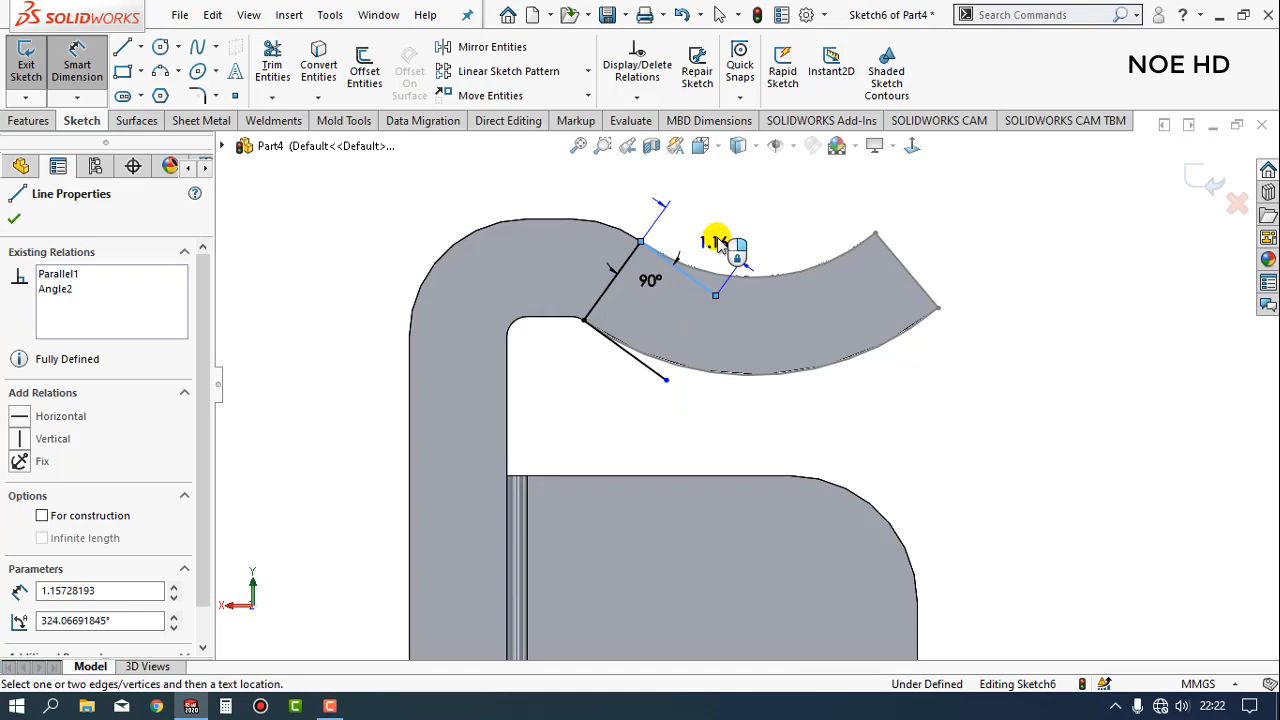 SOLIDWORKS
File Edit View Insert Tools Window Help
Sketch6 of Part4 *
Search Commands
?
Exit Sketch
Smart Dimension
Trim Entities
Convert Entities
Offset Entities
Offset On Surface
Mirror Entities
Linear Sketch Pattern
Move Entities
Display/Delete Relations
Repair Sketch
Quick Snaps
Rapid Sketch
Instant2D
Shaded Sketch Contours
NOE HD
Features Sketch Surfaces Sheet Metal Weldments Mold Tools Data Migration Direct Editing Markup Evaluate MBD Dimensions SOLIDWORKS Add-Ins SOLIDWORKS CAM SOLIDWORKS CAM TBM
Part4 (Default<<Default>...
Line Properties
Existing Relations
Parallel1
Angle2
Fully Defined
Add Relations
Horizontal
Vertical
Fix
Options
For construction
Infinite length
Parameters
1.15728193
324.06691845°
90°
Y
X
Model 3D Views
Select one or two edges/vertices and then a text location.
Under Defined Editing Sketch6 MMGS
22:22